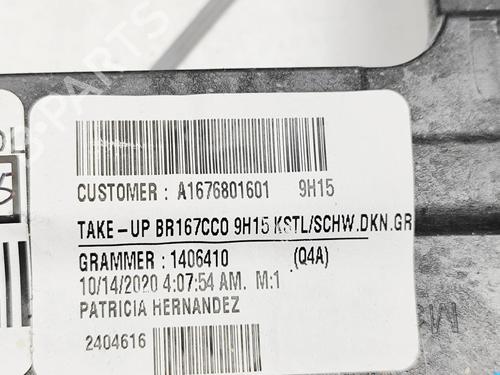 CUSTOMER : A1676801601 9H15
TAKE-UP BR167CCO 9H15 KSTL/SCHW.DKN.GR
GRAMMER : 1406410 (Q4A)
10/14/2020 4:07:54 AM. M:1
PATRICIA HERNANDEZ
2404616